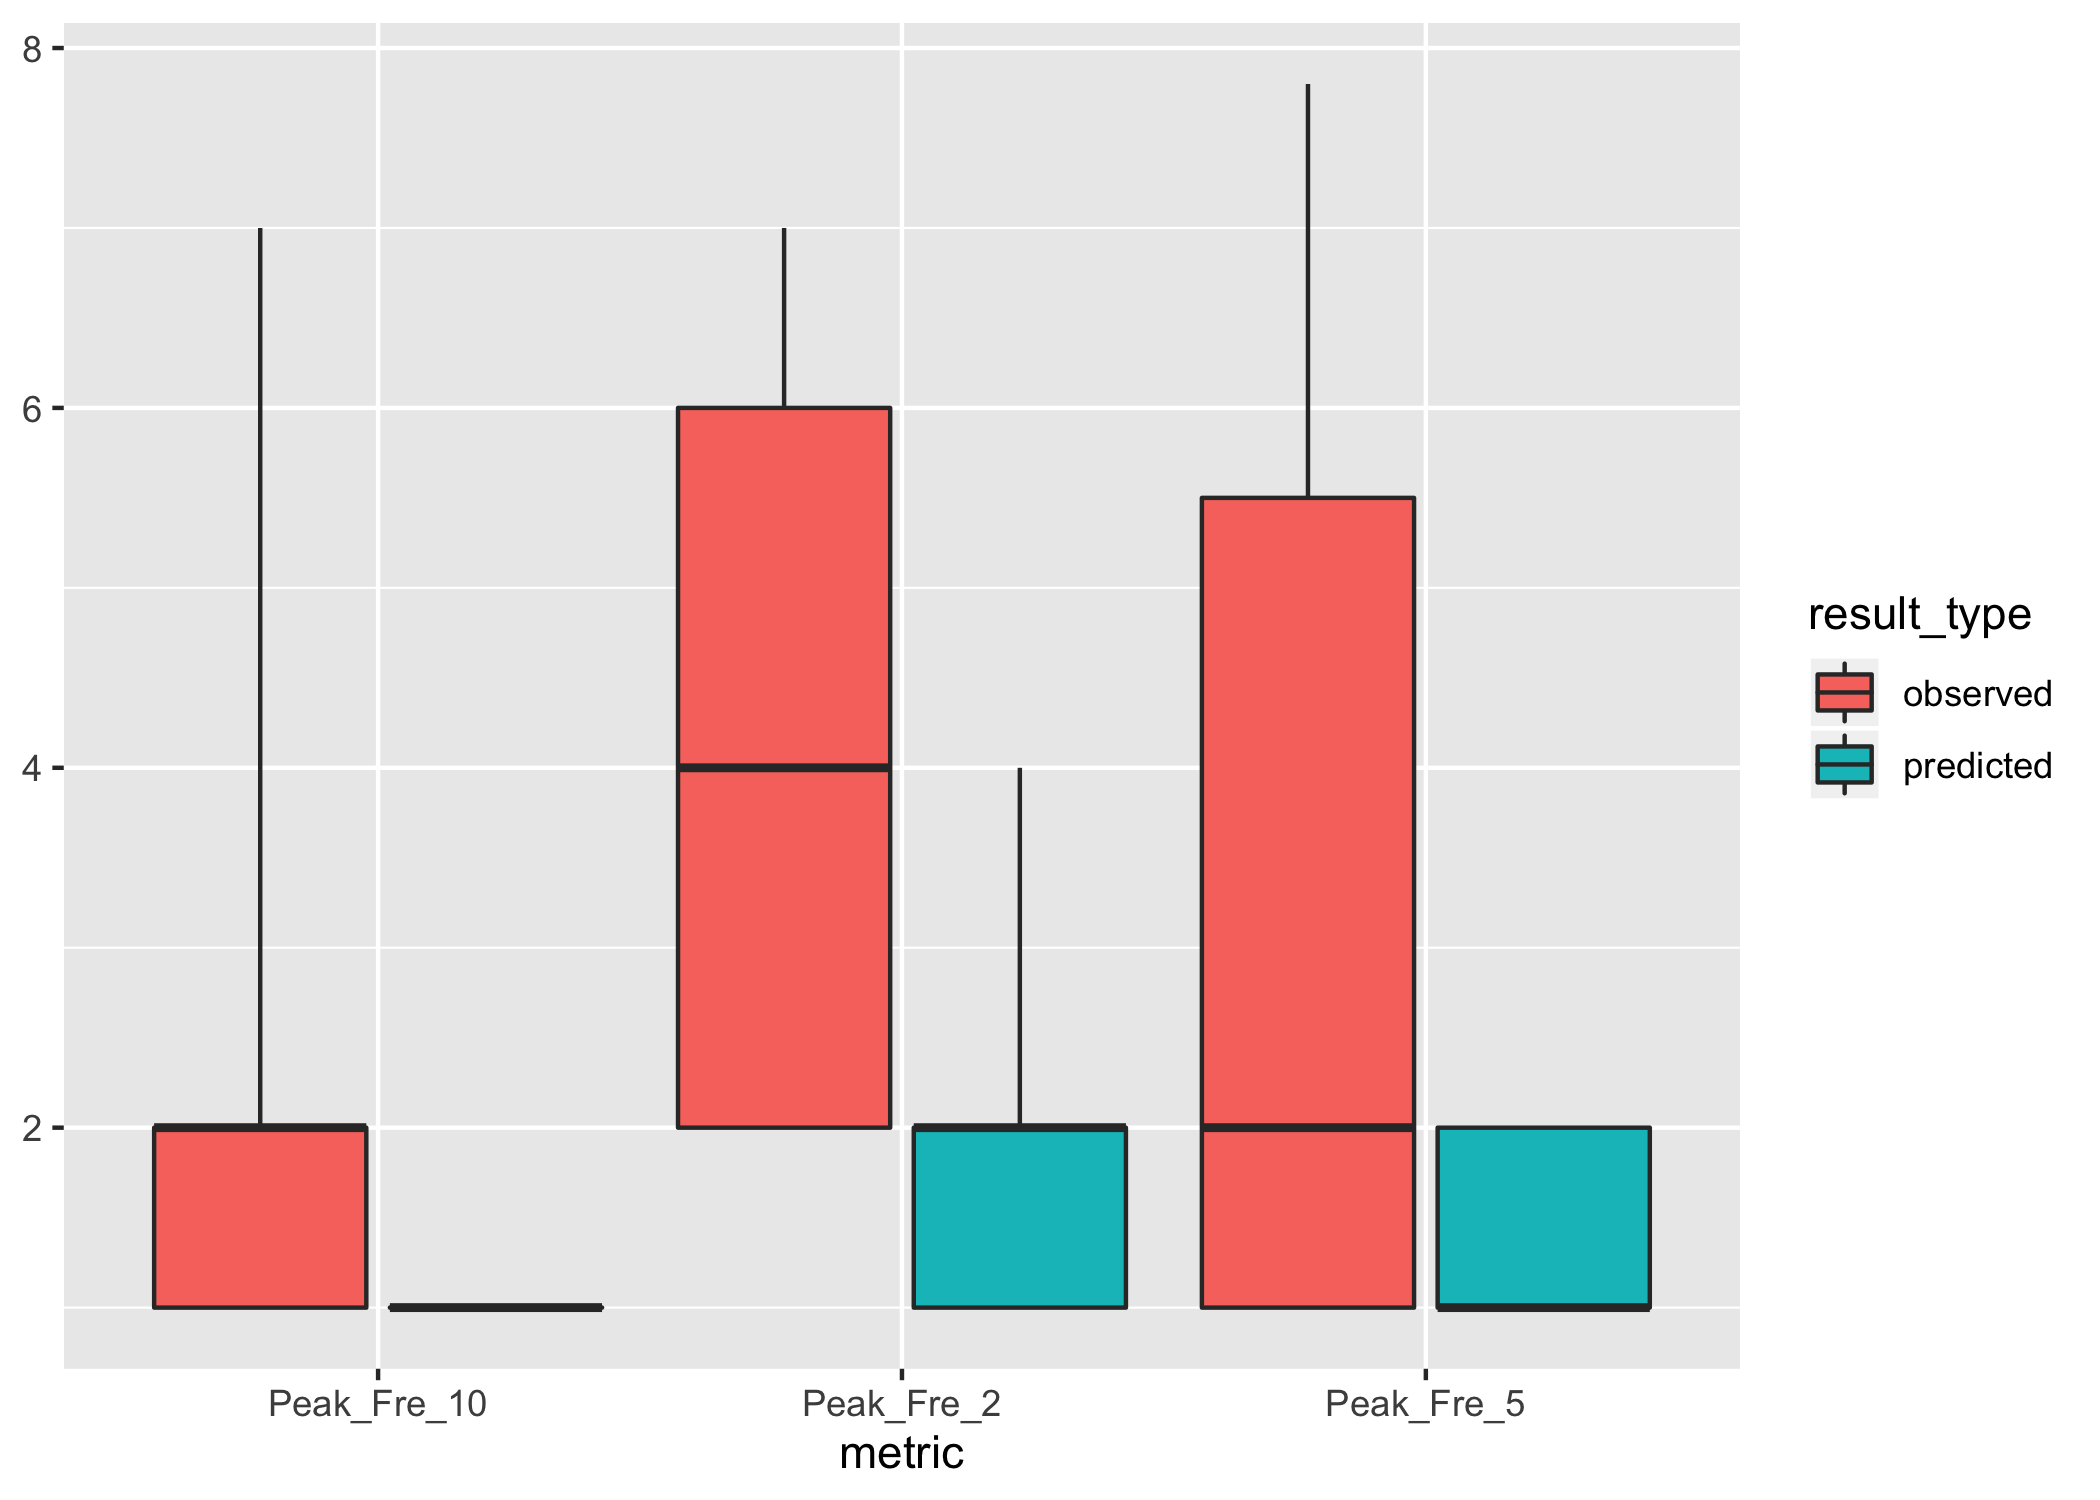 8
6
4
2
Peak_Fre_10
Peak_Fre_2
Peak_Fre_5
metric
result_type
observed
predicted